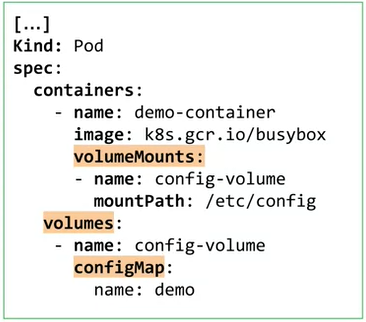 [...]
Kind: Pod
spec:
  containers:
    - name: demo-container
      image: k8s.gcr.io/busybox
      volumeMounts:
      - name: config-volume
        mountPath: /etc/config
   volumes:
    - name: config-volume
      configMap:
        name: demo